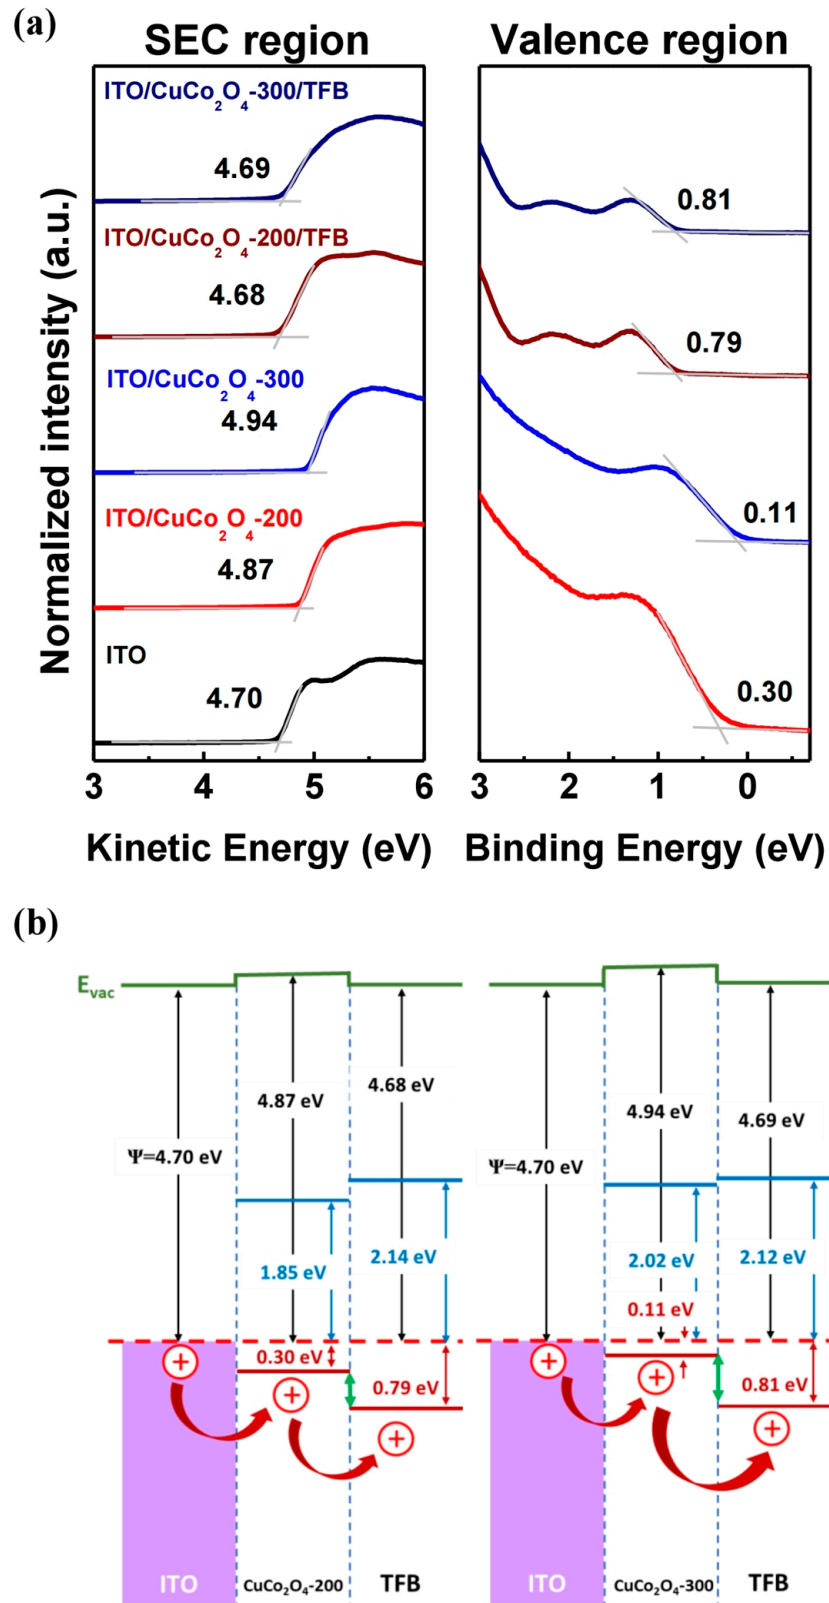 (a)
SEC region
Valence region
Normalized intensity (a.u.)
ITO/CuCo₂O₄-300/TFB
4.69
0.81
ITO/CuCo₂O₄-200/TFB
4.68
0.79
ITO/CuCo₂O₄-300
4.94
0.11
ITO/CuCo₂O₄-200
4.87
0.30
ITO
4.70
3 4 5 6
3 2 1 0
Kinetic Energy (eV)
Binding Energy (eV)
(b)
Evac
4.87 eV
4.68 eV
Ψ=4.70 eV
1.85 eV
2.14 eV
0.30 eV
0.79 eV
ITO
CuCo₂O₄-200
TFB
4.94 eV
4.69 eV
Ψ=4.70 eV
2.02 eV
2.12 eV
0.11 eV
0.81 eV
ITO
CuCo₂O₄-300
TFB